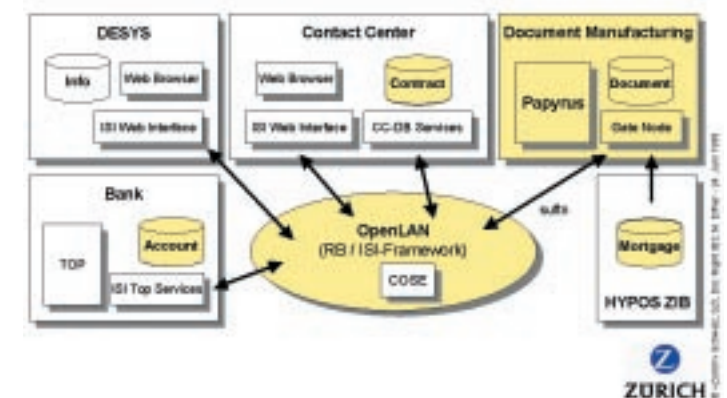 DESYS
Info
Web Browser
ISI Web Interface
Contact Center
Web Browser
Contract
ISI Web Interface
CC-DB Services
Document Manufacturing
Papyrus
Document
Gate Node
Bank
TOP
Account
ISI Top Services
OpenLAN
(RB / ISI-Framework)
COSE
suits
Mortgage
HYPOS ZIB
Z
ZÜRICH